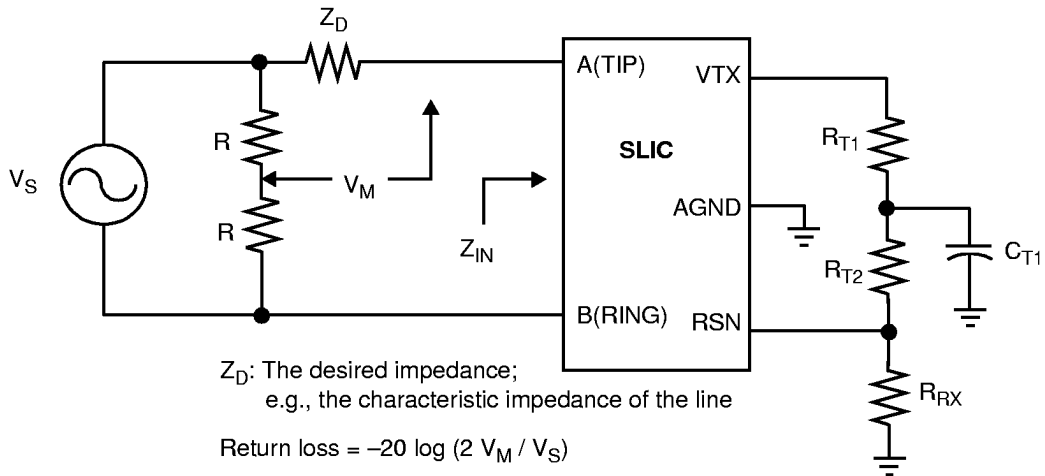 Z_D
A(TIP)
VTX
R
SLIC
R_T1
V_S
V_M
AGND
R
Z_IN
R_T2
C_T1
B(RING)
RSN
Z_D: The desired impedance;
e.g., the characteristic impedance of the line
R_RX
Return loss = –20 log (2 V_M / V_S)